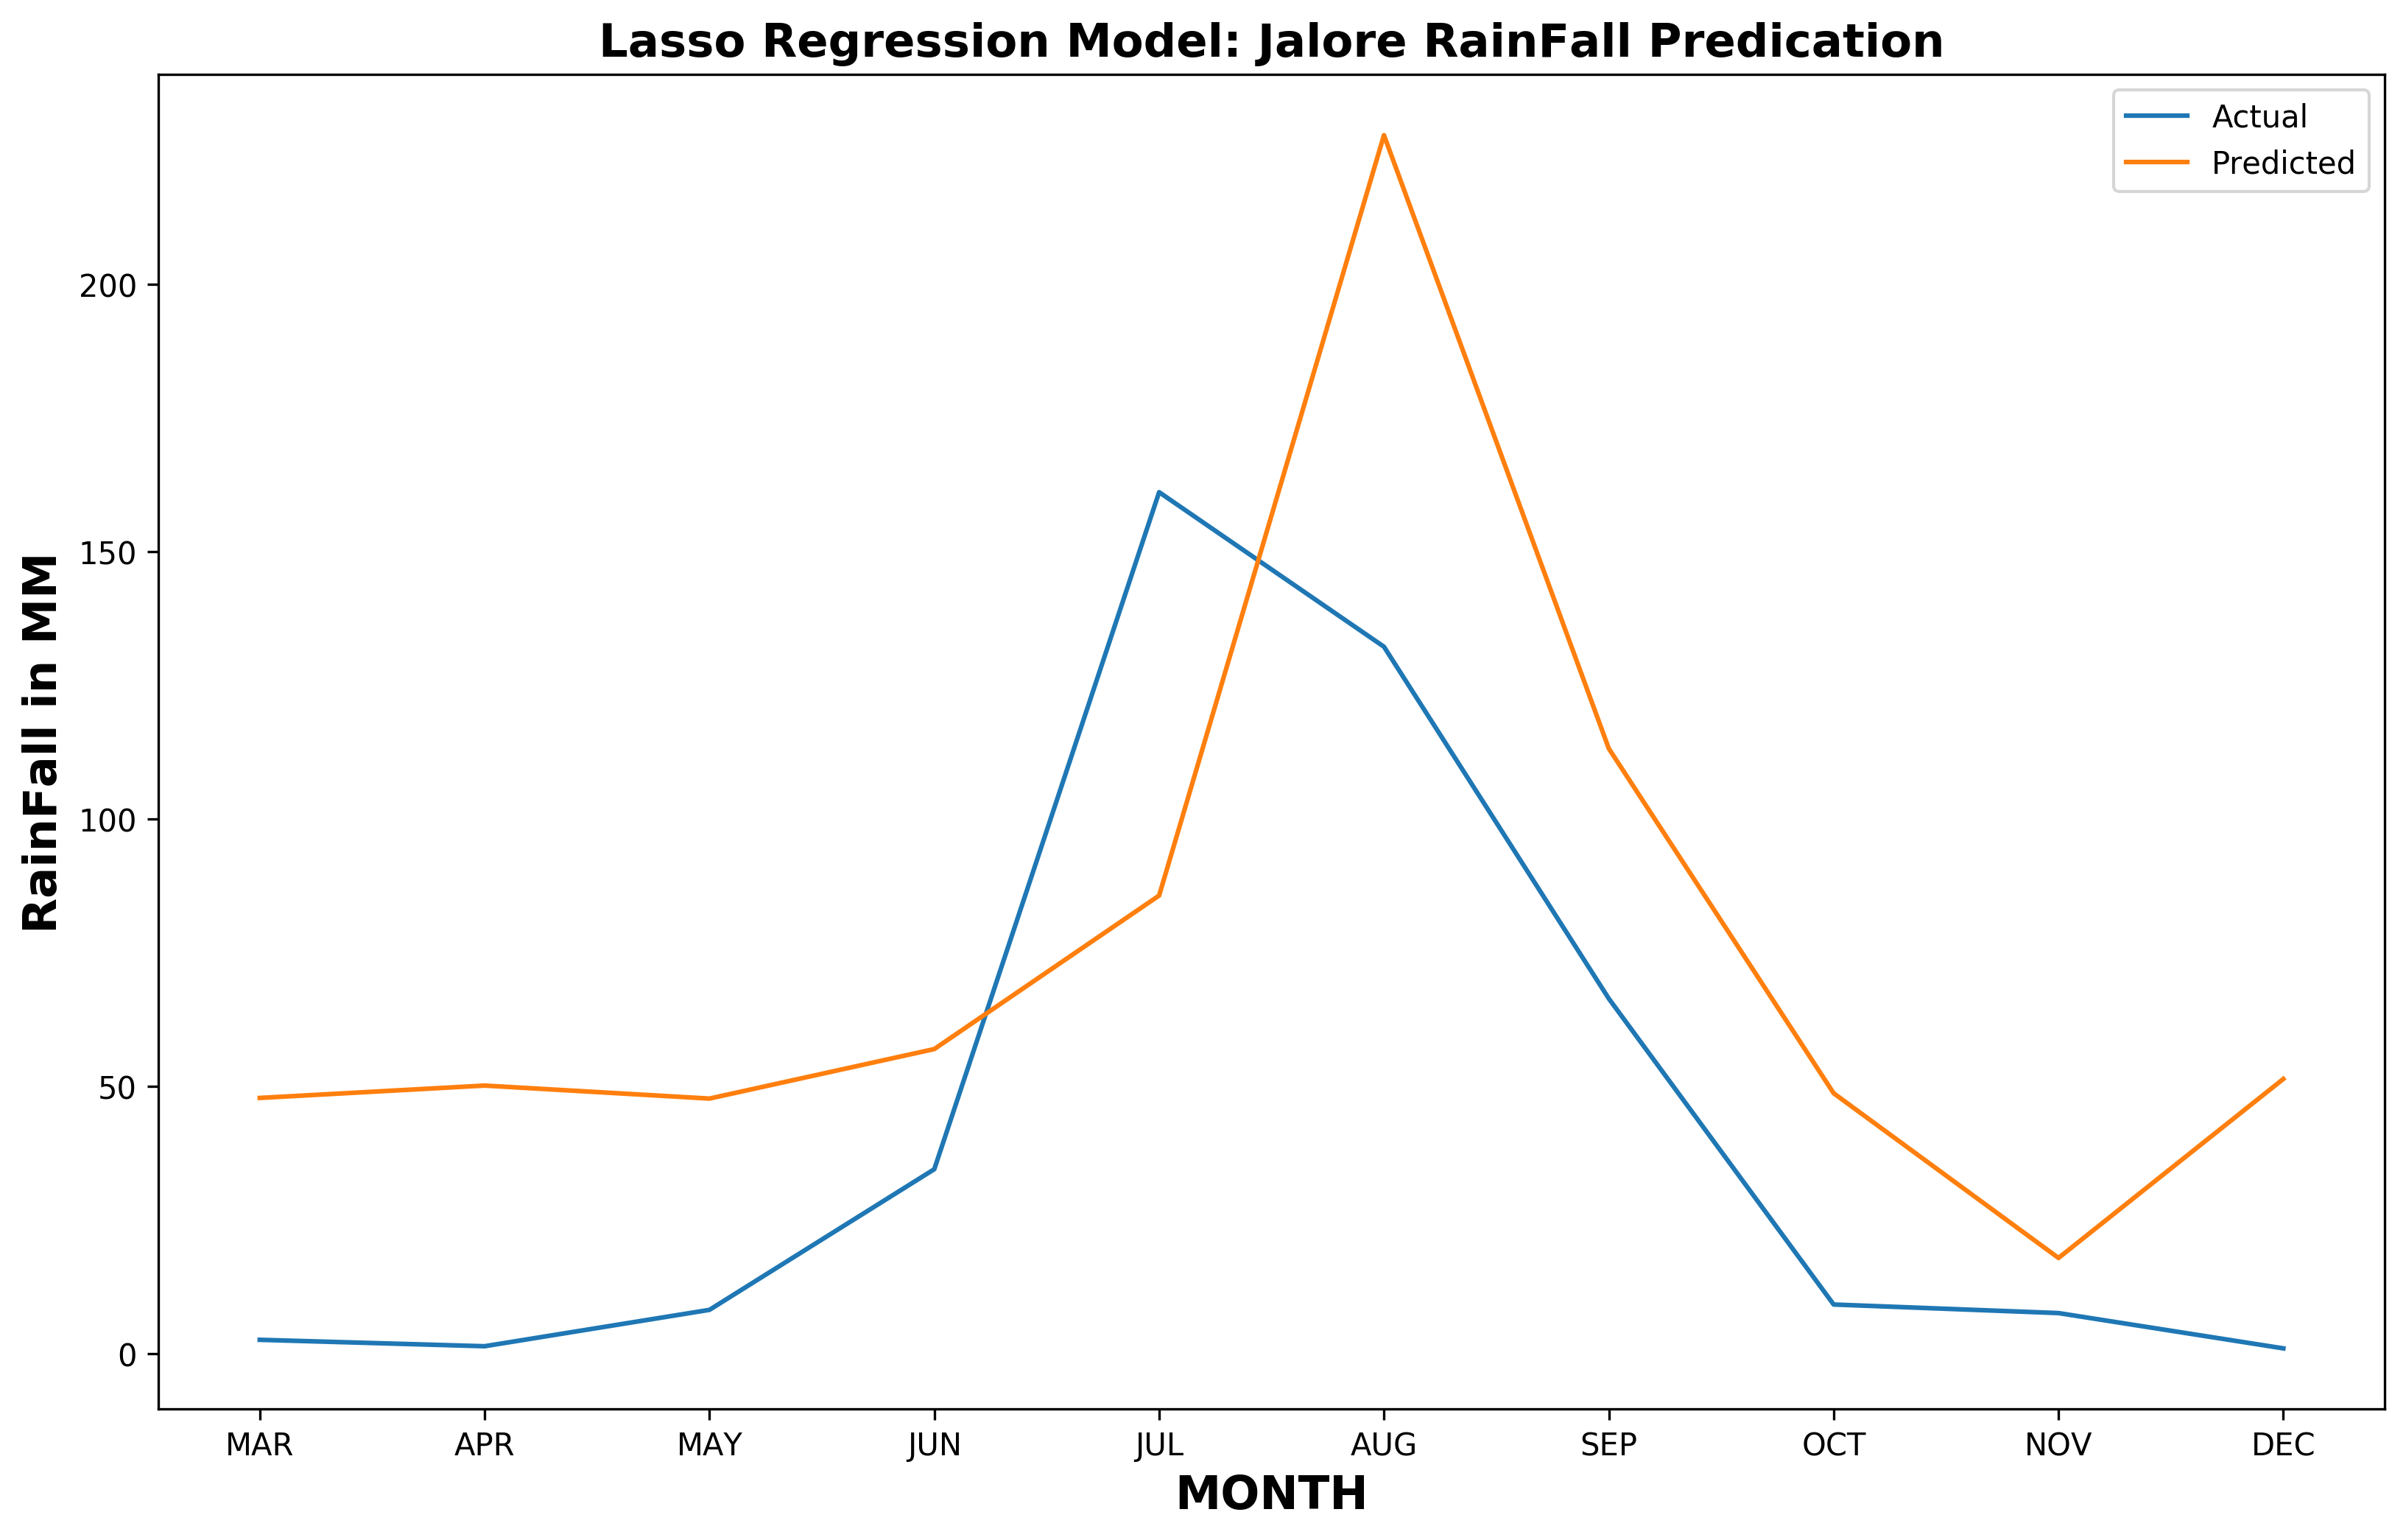 Lasso Regression Model: Jalore RainFall Predication
Actual
Predicted
RainFall in MM
200
150
100
50
0
MAR APR MAY JUN JUL AUG SEP OCT NOV DEC
MONTH